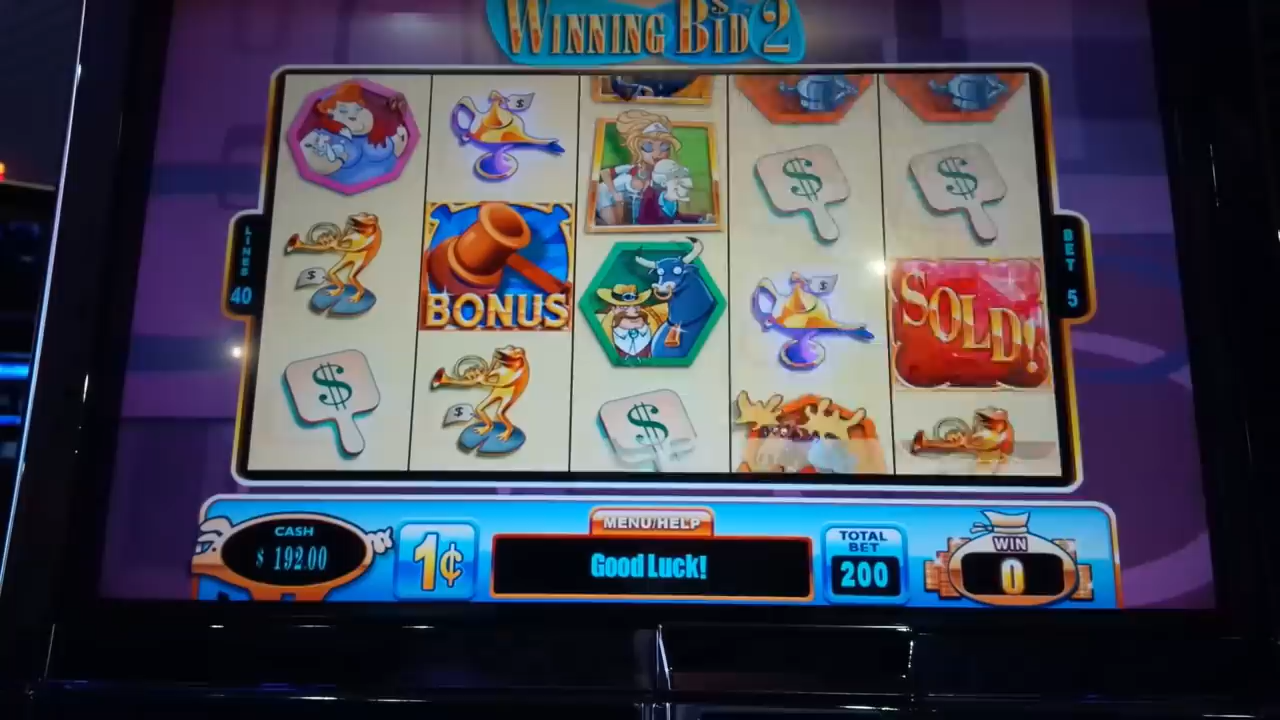 WINNING BID 2
$
$
$
LINES
40
BONUS
$
SOLD!
BET
5
$
$
$
$
$
CASH
$ 192.00
1¢
MENU/HELP
Good Luck!
TOTAL
BET
200
WIN
0